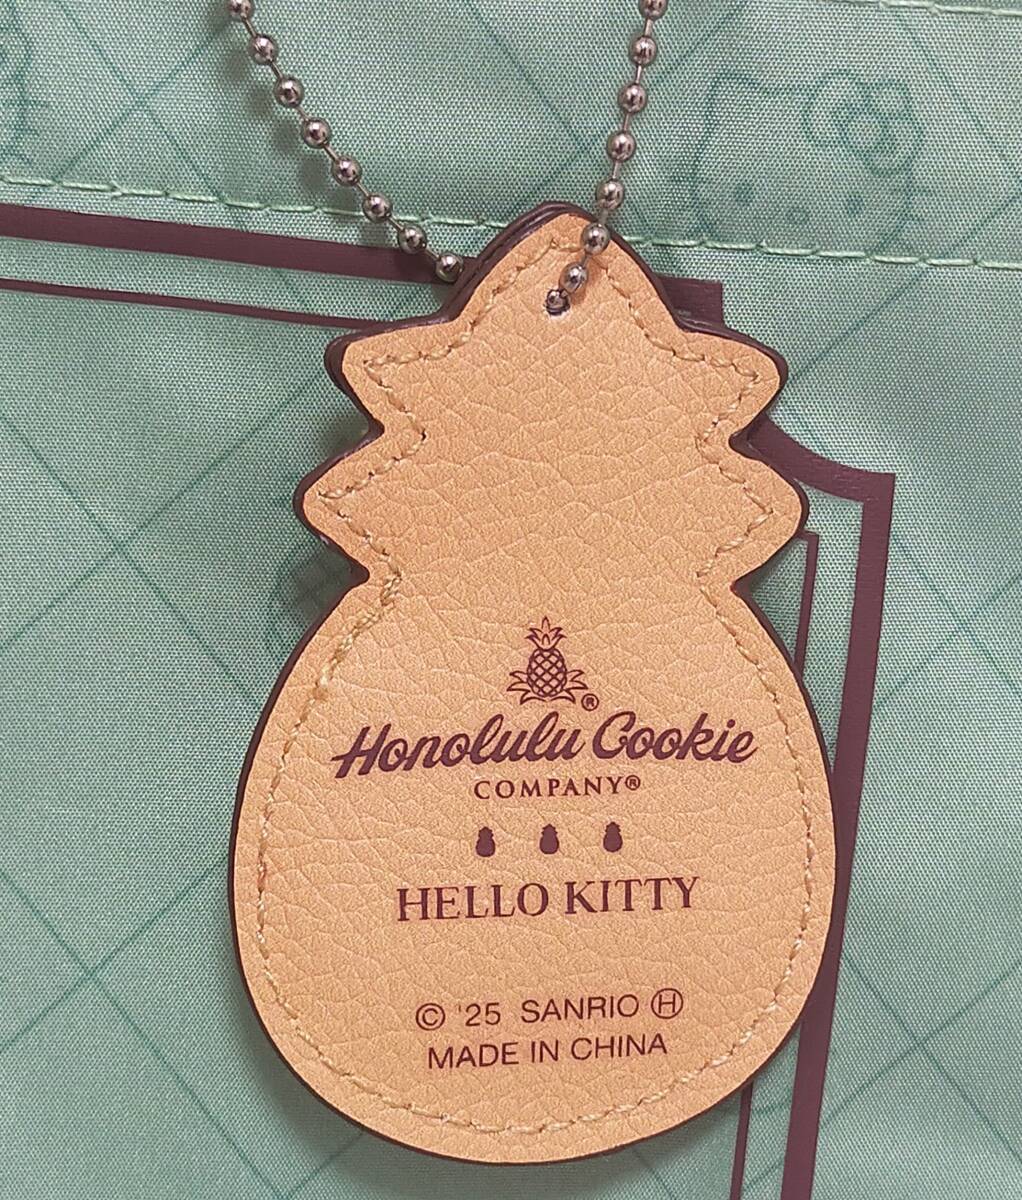 ®
Honolulu Cookie
COMPANY®
HELLO KITTY
© '25 SANRIO Ⓗ
MADE IN CHINA